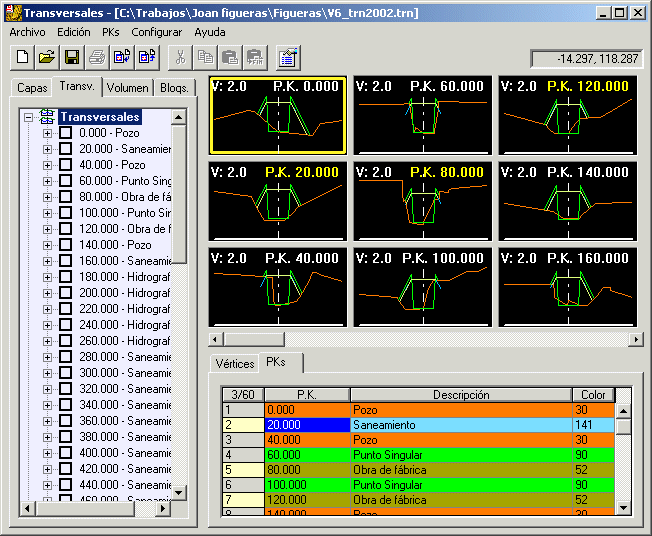 Transversales - [C:\Trabajos\Joan figueras\Figueras\V6_trn2002.trn]
Archivo Edición PKs Configurar Ayuda
-14.297, 118.287
Capas Transv. Volumen Bloqs.
Transversales
0.000 - Pozo
20.000 - Saneamie
40.000 - Pozo
60.000 - Punto Sing
80.000 - Obra de fá
100.000 - Punto Sin
120.000 - Obra de f
140.000 - Pozo
160.000 - Saneamie
180.000 - Hidrograf
200.000 - Hidrograf
220.000 - Hidrograf
240.000 - Hidrograf
260.000 - Hidrograf
280.000 - Saneamie
300.000 - Saneamie
320.000 - Saneamie
340.000 - Saneamie
360.000 - Saneamie
380.000 - Saneamie
400.000 - Saneamie
420.000 - Saneamie
440.000 - Saneamie
460.000 - Saneamie
V: 2.0 P.K. 0.000
V: 2.0 P.K. 60.000
V: 2.0 P.K. 120.000
V: 2.0 P.K. 20.000
V: 2.0 P.K. 80.000
V: 2.0 P.K. 140.000
V: 2.0 P.K. 40.000
V: 2.0 P.K. 100.000
V: 2.0 P.K. 160.000
Vértices PKs
3/60 P.K. Descripción Color
1 0.000 Pozo 30
2 20.000 Saneamiento 141
3 40.000 Pozo 30
4 60.000 Punto Singular 90
5 80.000 Obra de fábrica 52
6 100.000 Punto Singular 90
7 120.000 Obra de fábrica 52
8 140.000 Pozo 30